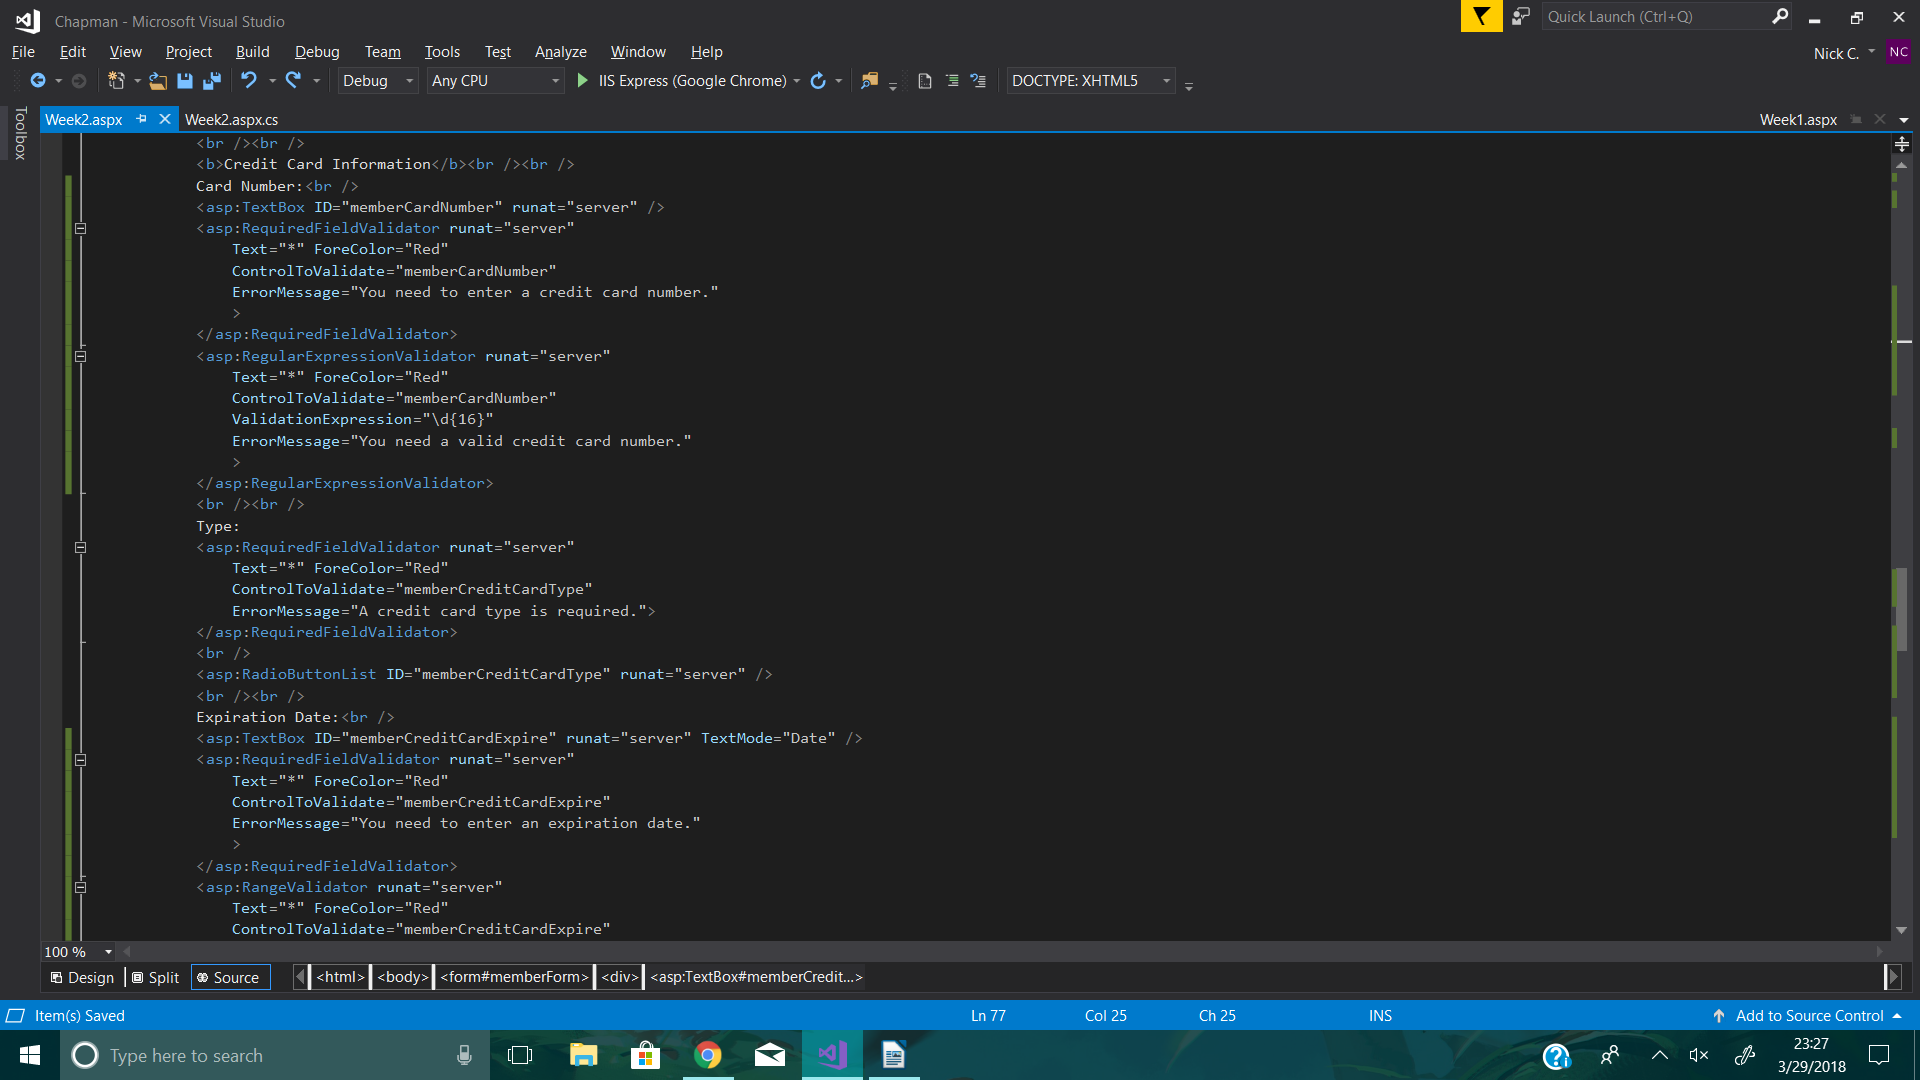 Chapman - Microsoft Visual Studio
Quick Launch (Ctrl+Q)
File Edit View Project Build Debug Team Tools Test Analyze Window Help
Nick C. NC
Debug Any CPU IIS Express (Google Chrome) DOCTYPE: XHTML5
Toolbox
Week2.aspx Week2.aspx.cs Week1.aspx
<br /><br />
<b>Credit Card Information</b><br /><br />
Card Number:<br />
<asp:TextBox ID="memberCardNumber" runat="server" />
<asp:RequiredFieldValidator runat="server"
Text="*" ForeColor="Red"
ControlToValidate="memberCardNumber"
ErrorMessage="You need to enter a credit card number."
>
</asp:RequiredFieldValidator>
<asp:RegularExpressionValidator runat="server"
Text="*" ForeColor="Red"
ControlToValidate="memberCardNumber"
ValidationExpression="\d{16}"
ErrorMessage="You need a valid credit card number."
>
</asp:RegularExpressionValidator>
<br /><br />
Type:
<asp:RequiredFieldValidator runat="server"
Text="*" ForeColor="Red"
ControlToValidate="memberCreditCardType"
ErrorMessage="A credit card type is required.">
</asp:RequiredFieldValidator>
<br />
<asp:RadioButtonList ID="memberCreditCardType" runat="server" />
<br /><br />
Expiration Date:<br />
<asp:TextBox ID="memberCreditCardExpire" runat="server" TextMode="Date" />
<asp:RequiredFieldValidator runat="server"
Text="*" ForeColor="Red"
ControlToValidate="memberCreditCardExpire"
ErrorMessage="You need to enter an expiration date."
>
</asp:RequiredFieldValidator>
<asp:RangeValidator runat="server"
Text="*" ForeColor="Red"
ControlToValidate="memberCreditCardExpire"
100 %
Design Split Source <html> <body> <form#memberForm> <div> <asp:TextBox#memberCredit...>
Item(s) Saved Ln 77 Col 25 Ch 25 INS Add to Source Control
Type here to search
23:27
3/29/2018